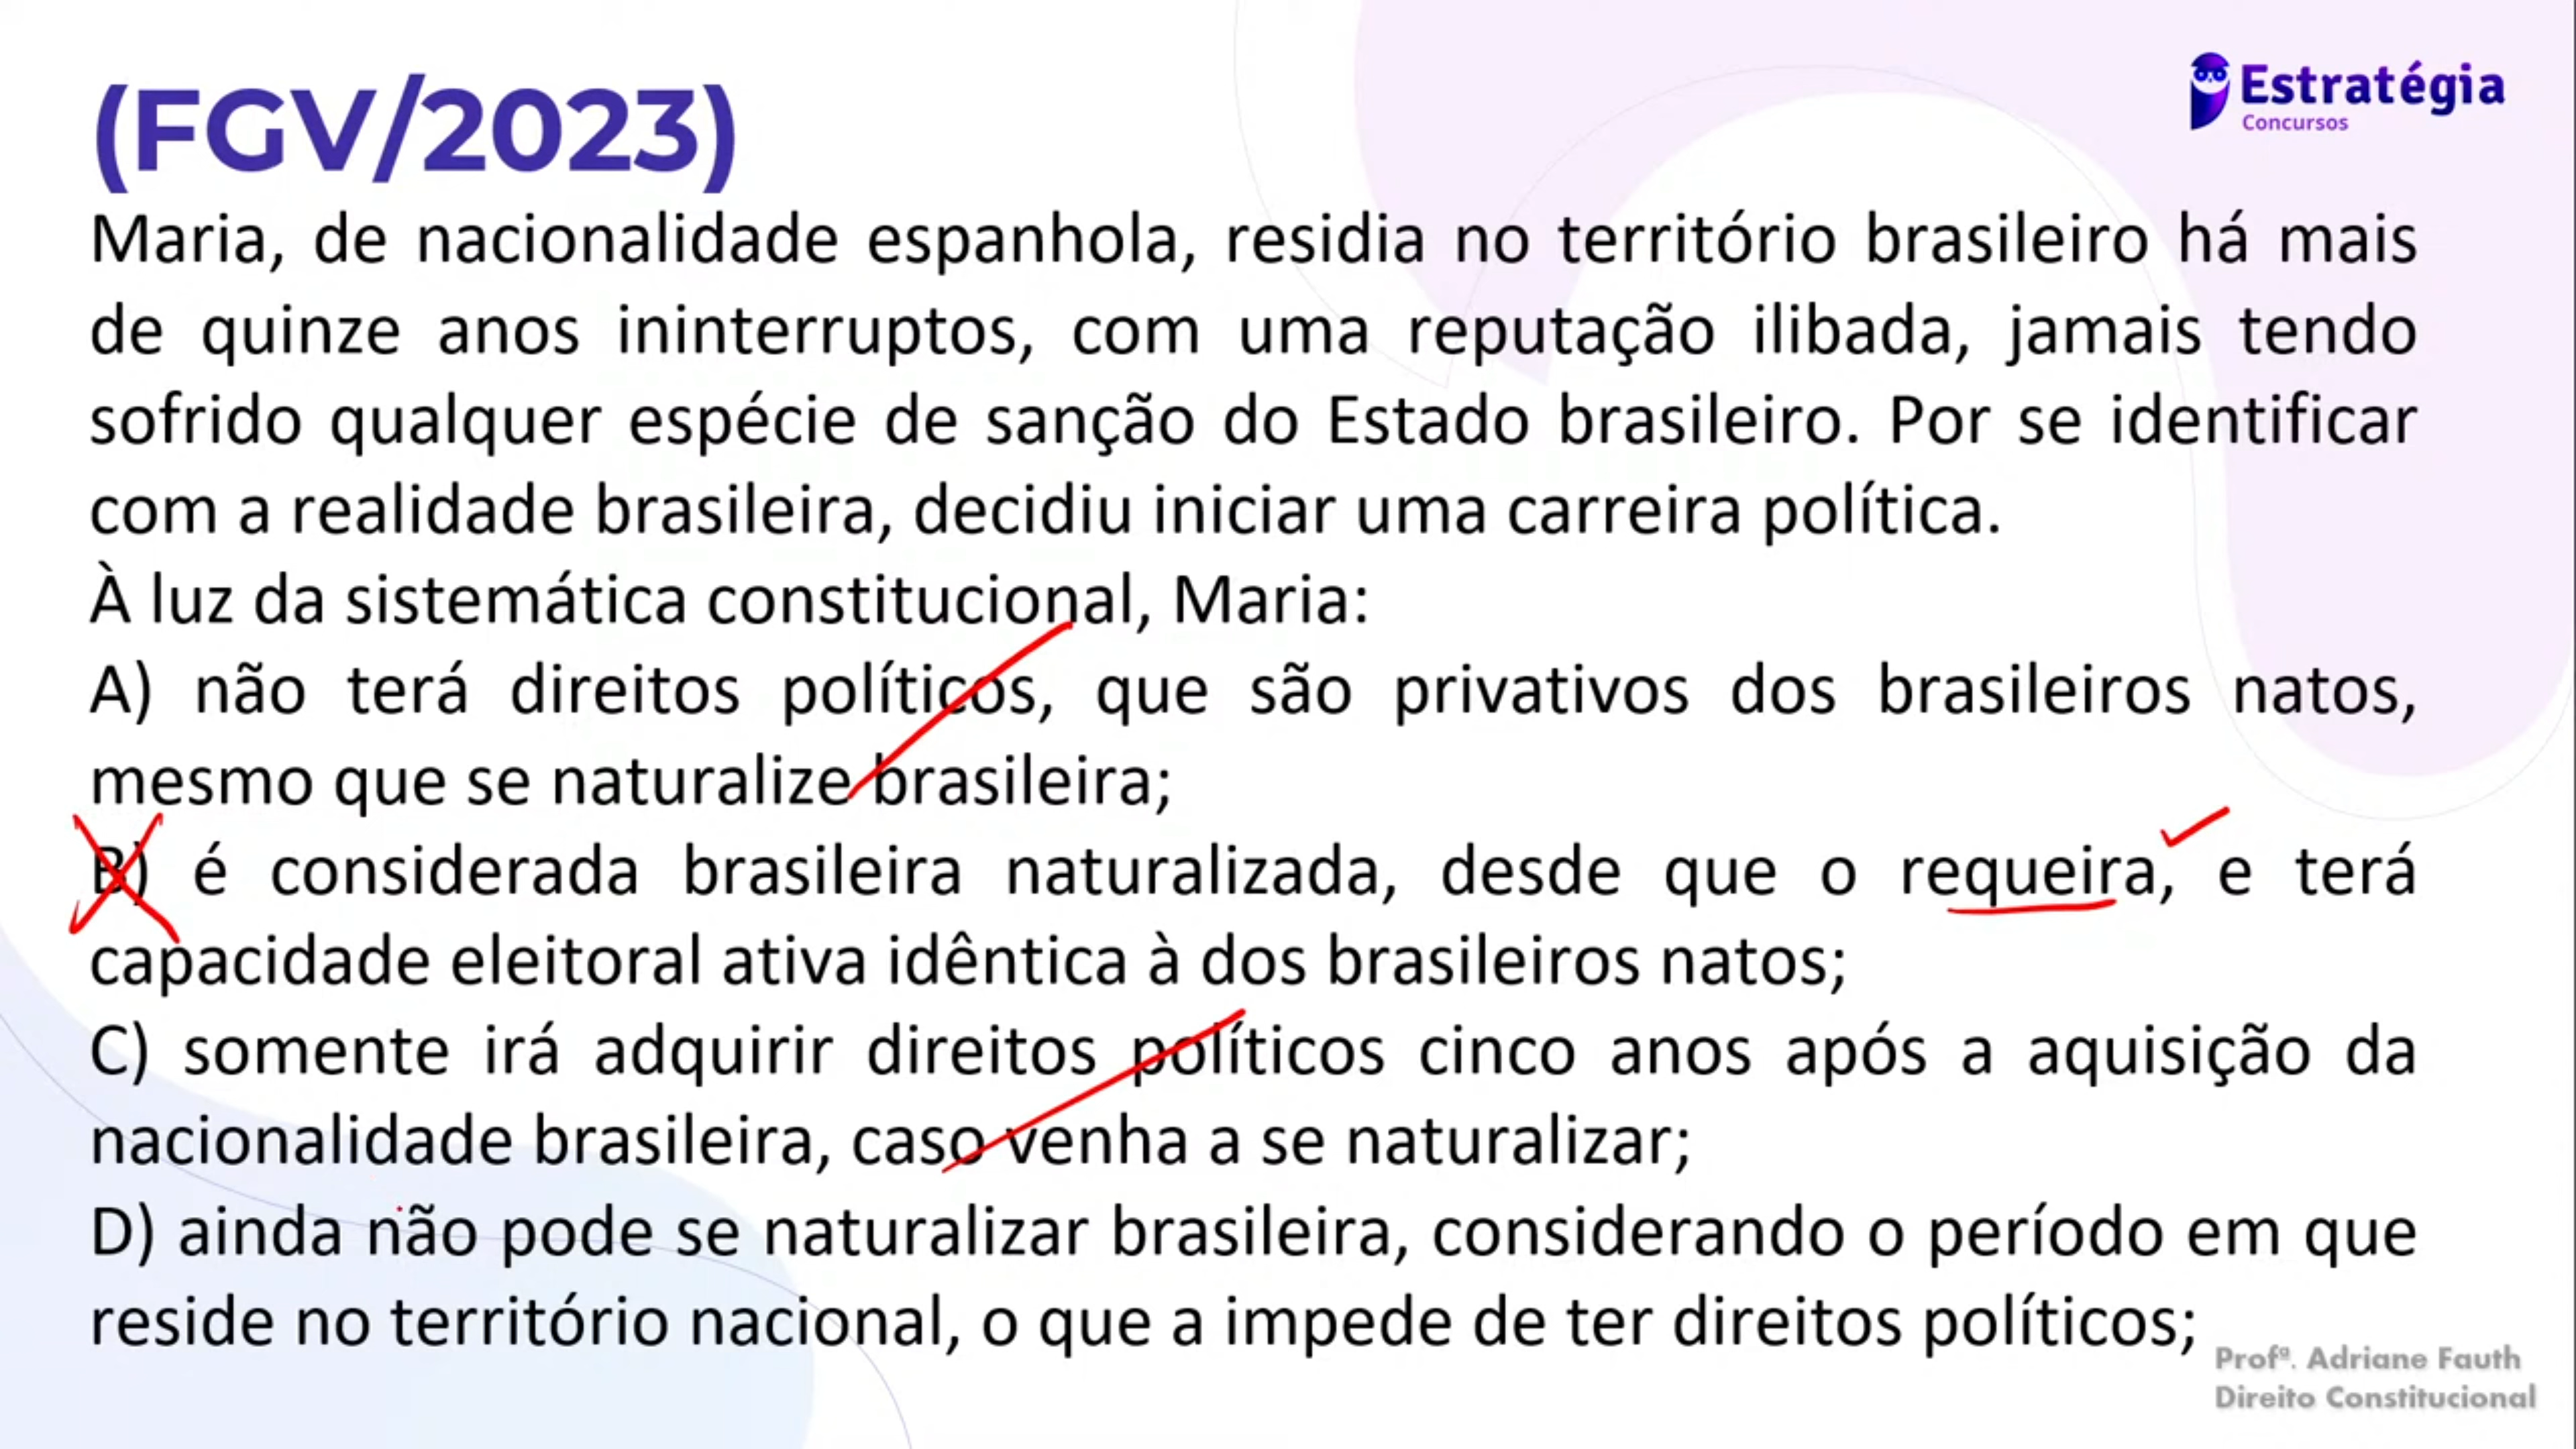 (FGV/2023)
Estratégia
Concursos
Maria, de nacionalidade espanhola, residia no território brasileiro há mais
de quinze anos ininterruptos, com uma reputação ilibada, jamais tendo
sofrido qualquer espécie de sanção do Estado brasileiro. Por se identificar
com a realidade brasileira, decidiu iniciar uma carreira política.
À luz da sistemática constitucional, Maria:
A) não terá direitos políticos, que são privativos dos brasileiros natos,
mesmo que se naturalize brasileira;
B) é considerada brasileira naturalizada, desde que o requeira, e terá
capacidade eleitoral ativa idêntica à dos brasileiros natos;
C) somente irá adquirir direitos políticos cinco anos após a aquisição da
nacionalidade brasileira, caso venha a se naturalizar;
D) ainda não pode se naturalizar brasileira, considerando o período em que
reside no território nacional, o que a impede de ter direitos políticos;
Profª. Adriane Fauth
Direito Constitucional